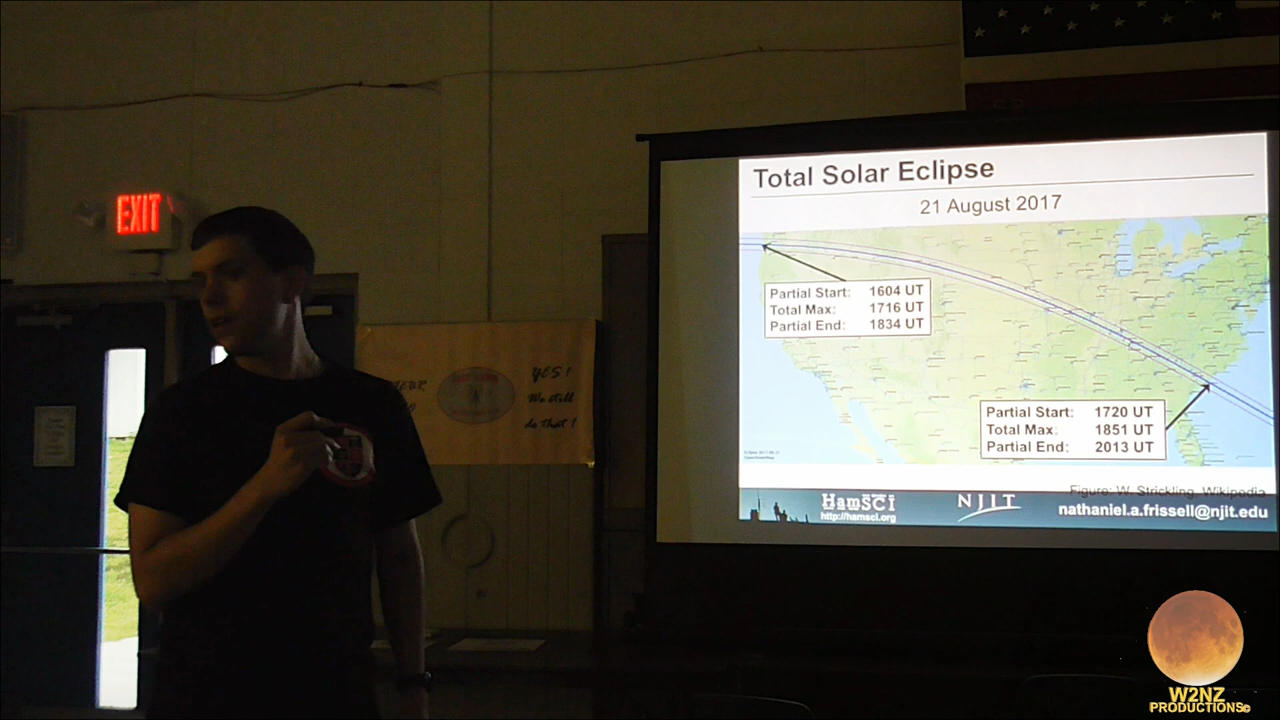 EXIT
YES!
We still
do that!
Total Solar Eclipse
21 August 2017
Partial Start: 1604 UT
Total Max: 1716 UT
Partial End: 1834 UT
Partial Start: 1720 UT
Total Max: 1851 UT
Partial End: 2013 UT
Figure: W. Strickling, Wikipedia
HamSCI
http://hamsci.org
NJIT
nathaniel.a.frissell@njit.edu
W2NZ
PRODUCTIONS©